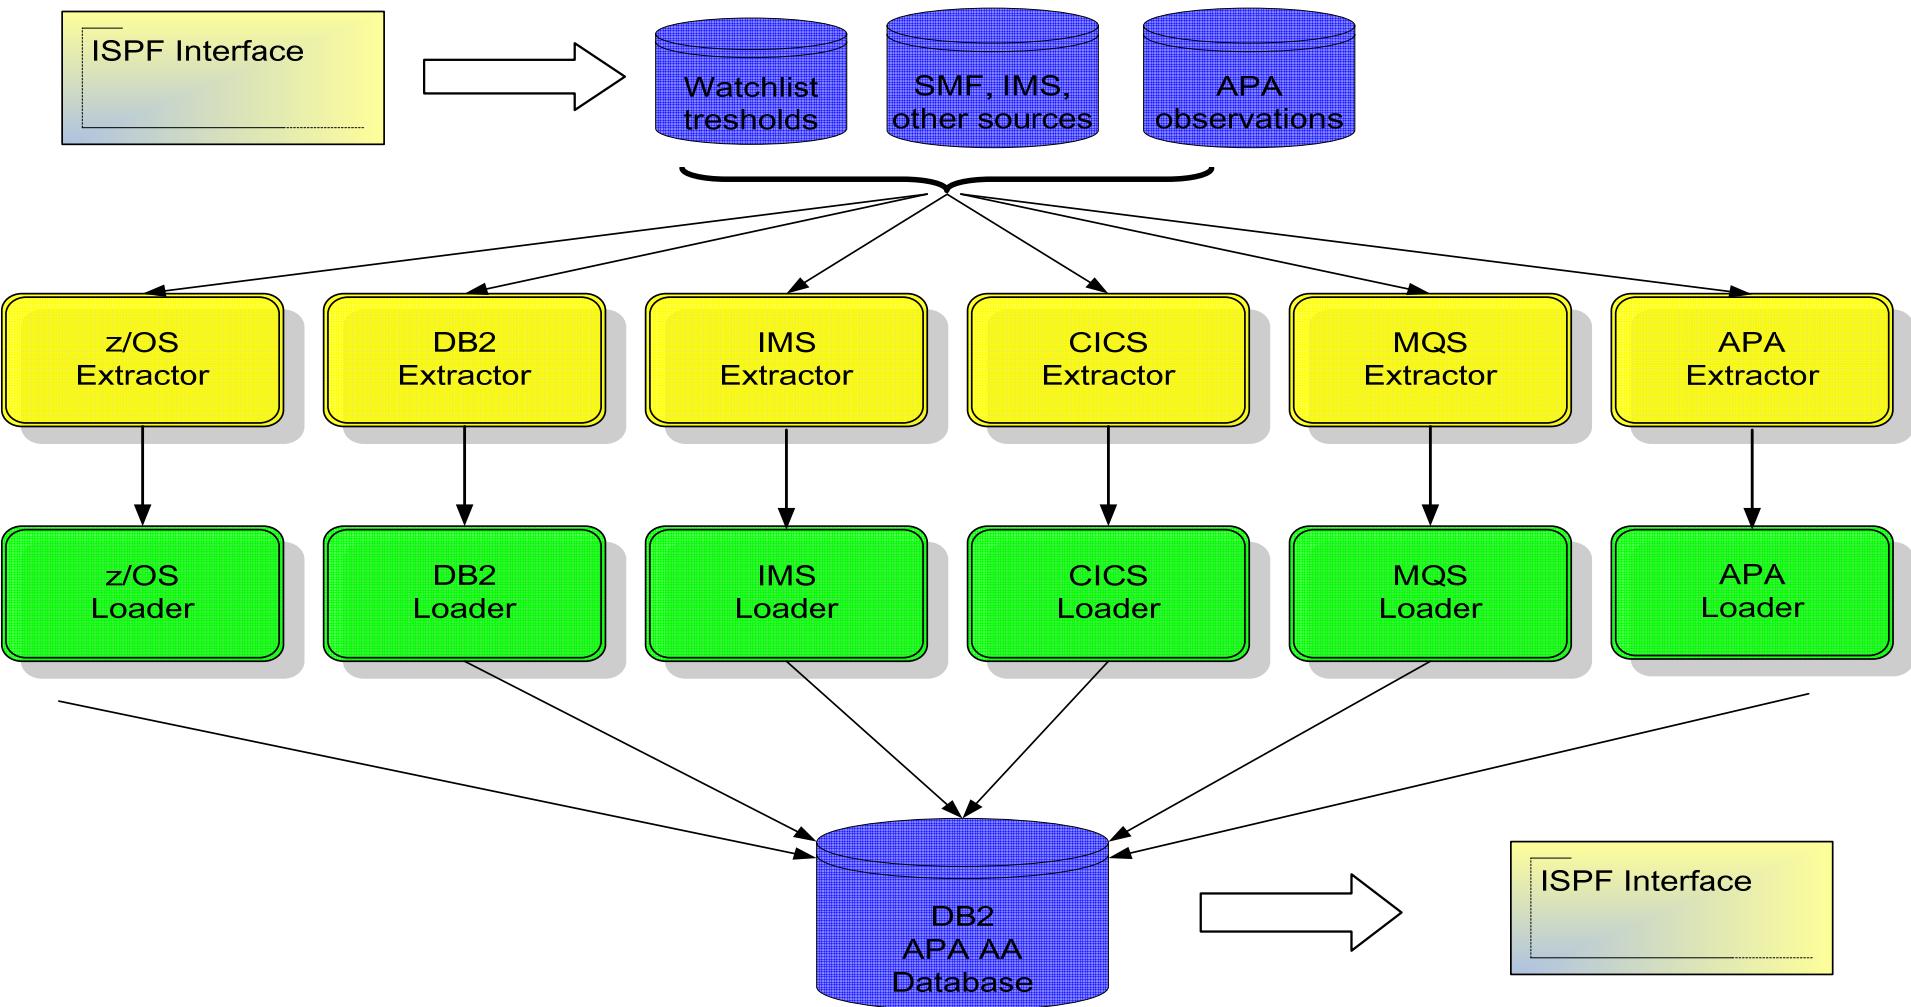 ISPF Interface
Watchlist
tresholds
SMF, IMS,
other sources
APA
observations
z/OS
Extractor
DB2
Extractor
IMS
Extractor
CICS
Extractor
MQS
Extractor
APA
Extractor
z/OS
Loader
DB2
Loader
IMS
Loader
CICS
Loader
MQS
Loader
APA
Loader
DB2
APA AA
Database
ISPF Interface